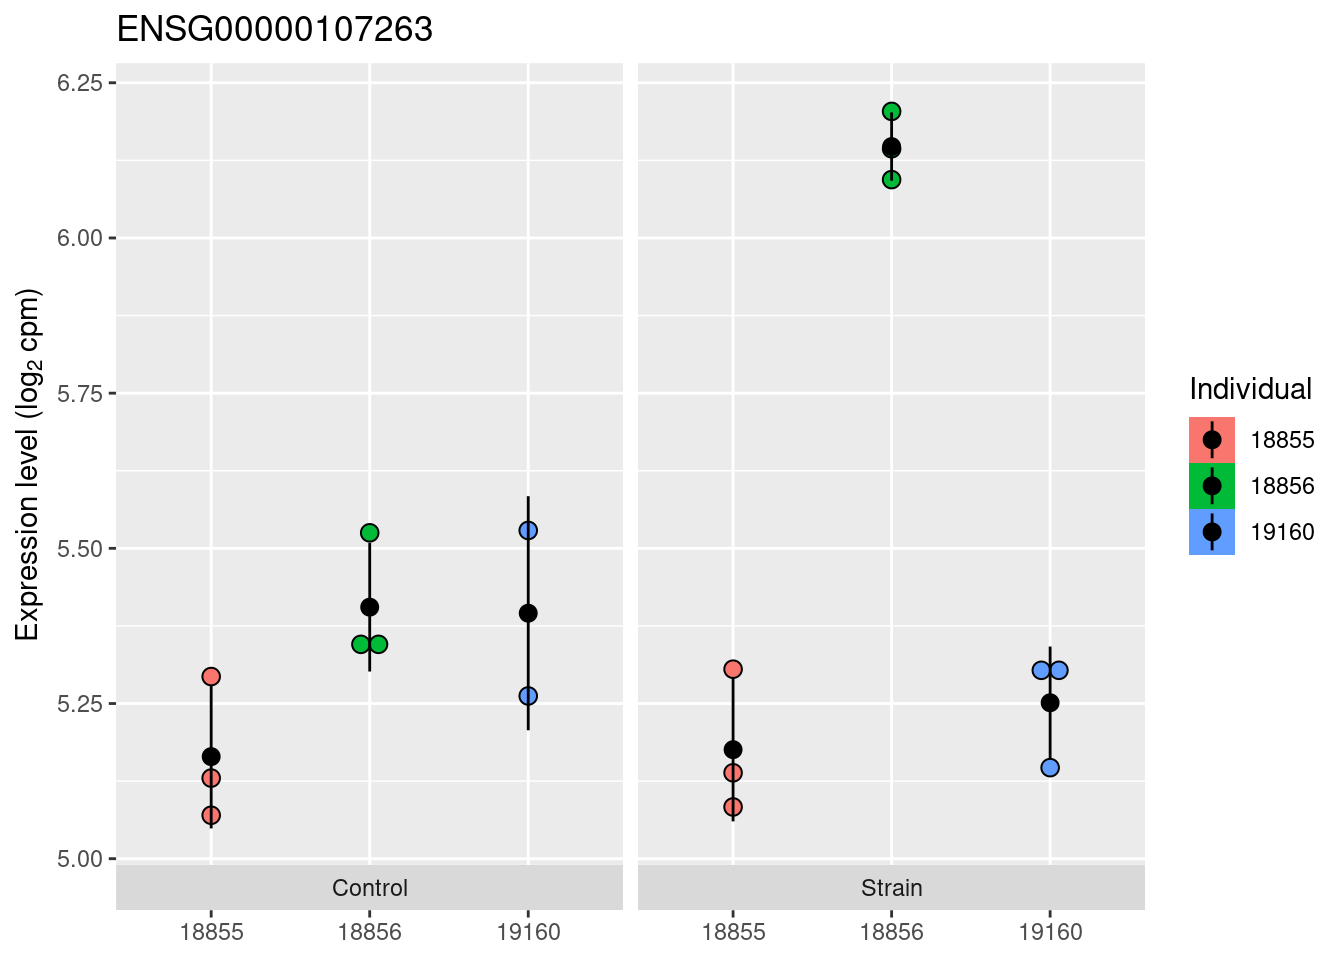 ENSG00000107263
Expression level (log₂ cpm)
6.25
6.00
5.75
5.50
5.25
5.00
Control
Strain
18855 18856 19160
18855 18856 19160
Individual
18855
18856
19160